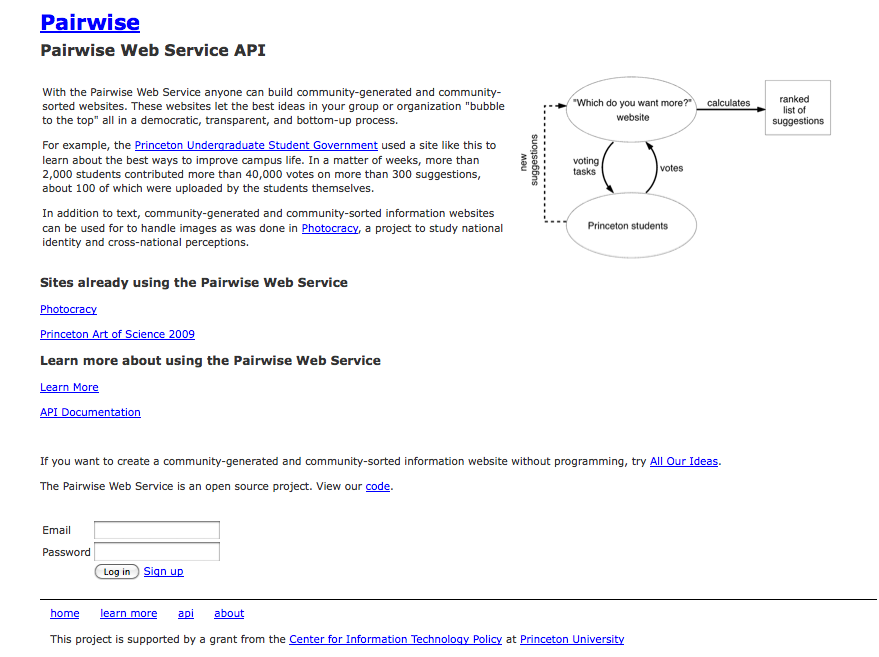 Pairwise
Pairwise Web Service API
With the Pairwise Web Service anyone can build community-generated and community-
sorted websites. These websites let the best ideas in your group or organization "bubble
to the top" all in a democratic, transparent, and bottom-up process.
For example, the Princeton Undergraduate Student Government used a site like this to
learn about the best ways to improve campus life. In a matter of weeks, more than
2,000 students contributed more than 40,000 votes on more than 300 suggestions,
about 100 of which were uploaded by the students themselves.
In addition to text, community-generated and community-sorted information websites
can be used for to handle images as was done in Photocracy, a project to study national
identity and cross-national perceptions.
"Which do you want more?"
website
calculates
ranked
list of
suggestions
new
suggestions
voting
tasks
votes
Princeton students
Sites already using the Pairwise Web Service
Photocracy
Princeton Art of Science 2009
Learn more about using the Pairwise Web Service
Learn More
API Documentation
If you want to create a community-generated and community-sorted information website without programming, try All Our Ideas.
The Pairwise Web Service is an open source project. View our code.
Email
Password
Log in Sign up
home learn more api about
This project is supported by a grant from the Center for Information Technology Policy at Princeton University